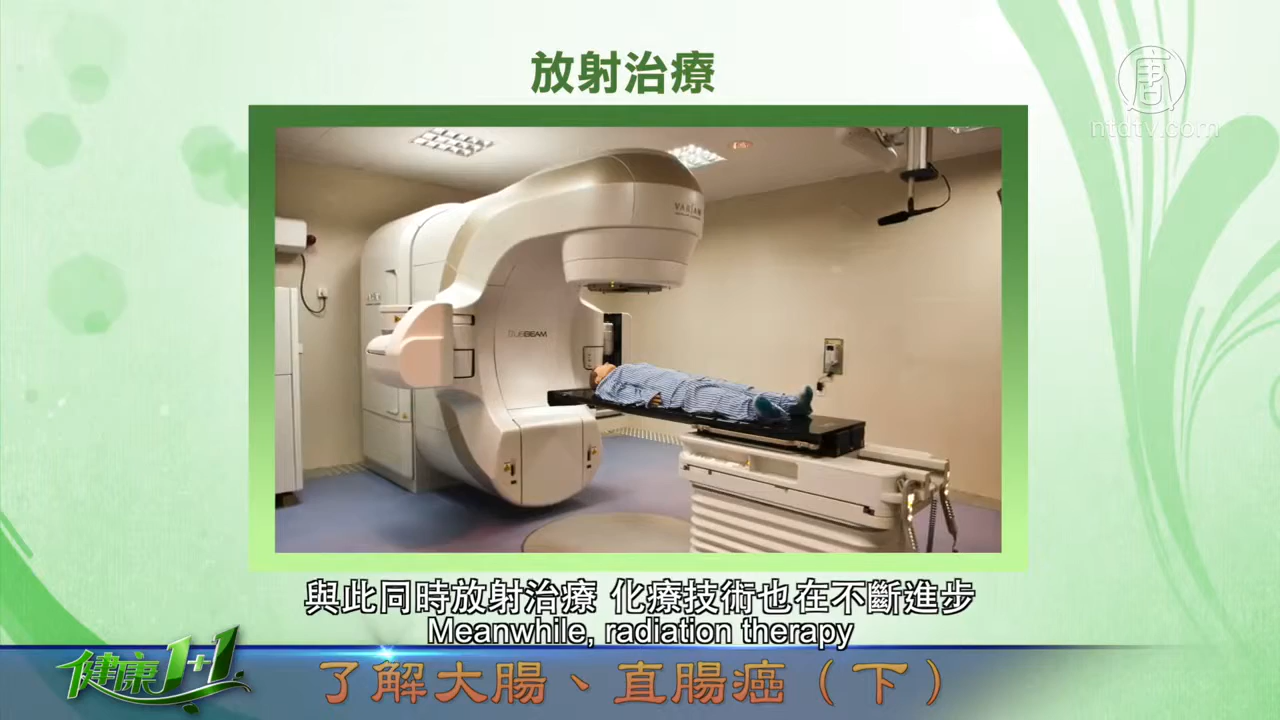 放射治療
唐
ntdtv.com
VARIAN
TRUEBEAM
與此同時放射治療 化療技術也在不斷進步
Meanwhile, radiation therapy
健康1+1
了解大腸、直腸癌（下）